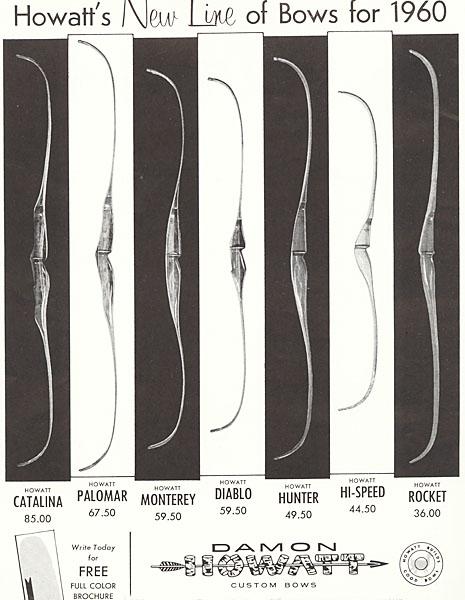 Howatt's New Line of Bows for 1960
HOWATT
CATALINA
85.00
HOWATT
PALOMAR
67.50
HOWATT
MONTEREY
59.50
HOWATT
DIABLO
59.50
HOWATT
HUNTER
49.50
HOWATT
HI-SPEED
44.50
HOWATT
ROCKET
36.00
Write Today
for
FREE
FULL COLOR
BROCHURE
DAMON
HOWATT
CUSTOM BOWS
HOWATT BUILDS
GOOD BOWS